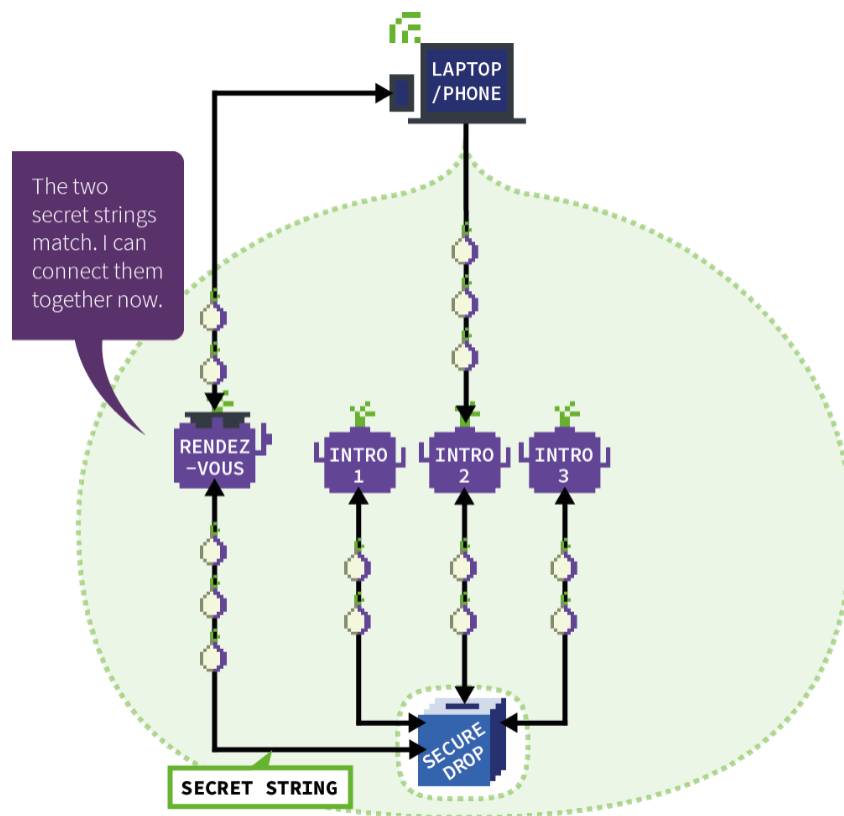 LAPTOP
/PHONE
The two
secret strings
match. I can
connect them
together now.
RENDEZ
-VOUS
INTRO
1
INTRO
2
INTRO
3
SECURE
DROP
SECRET STRING